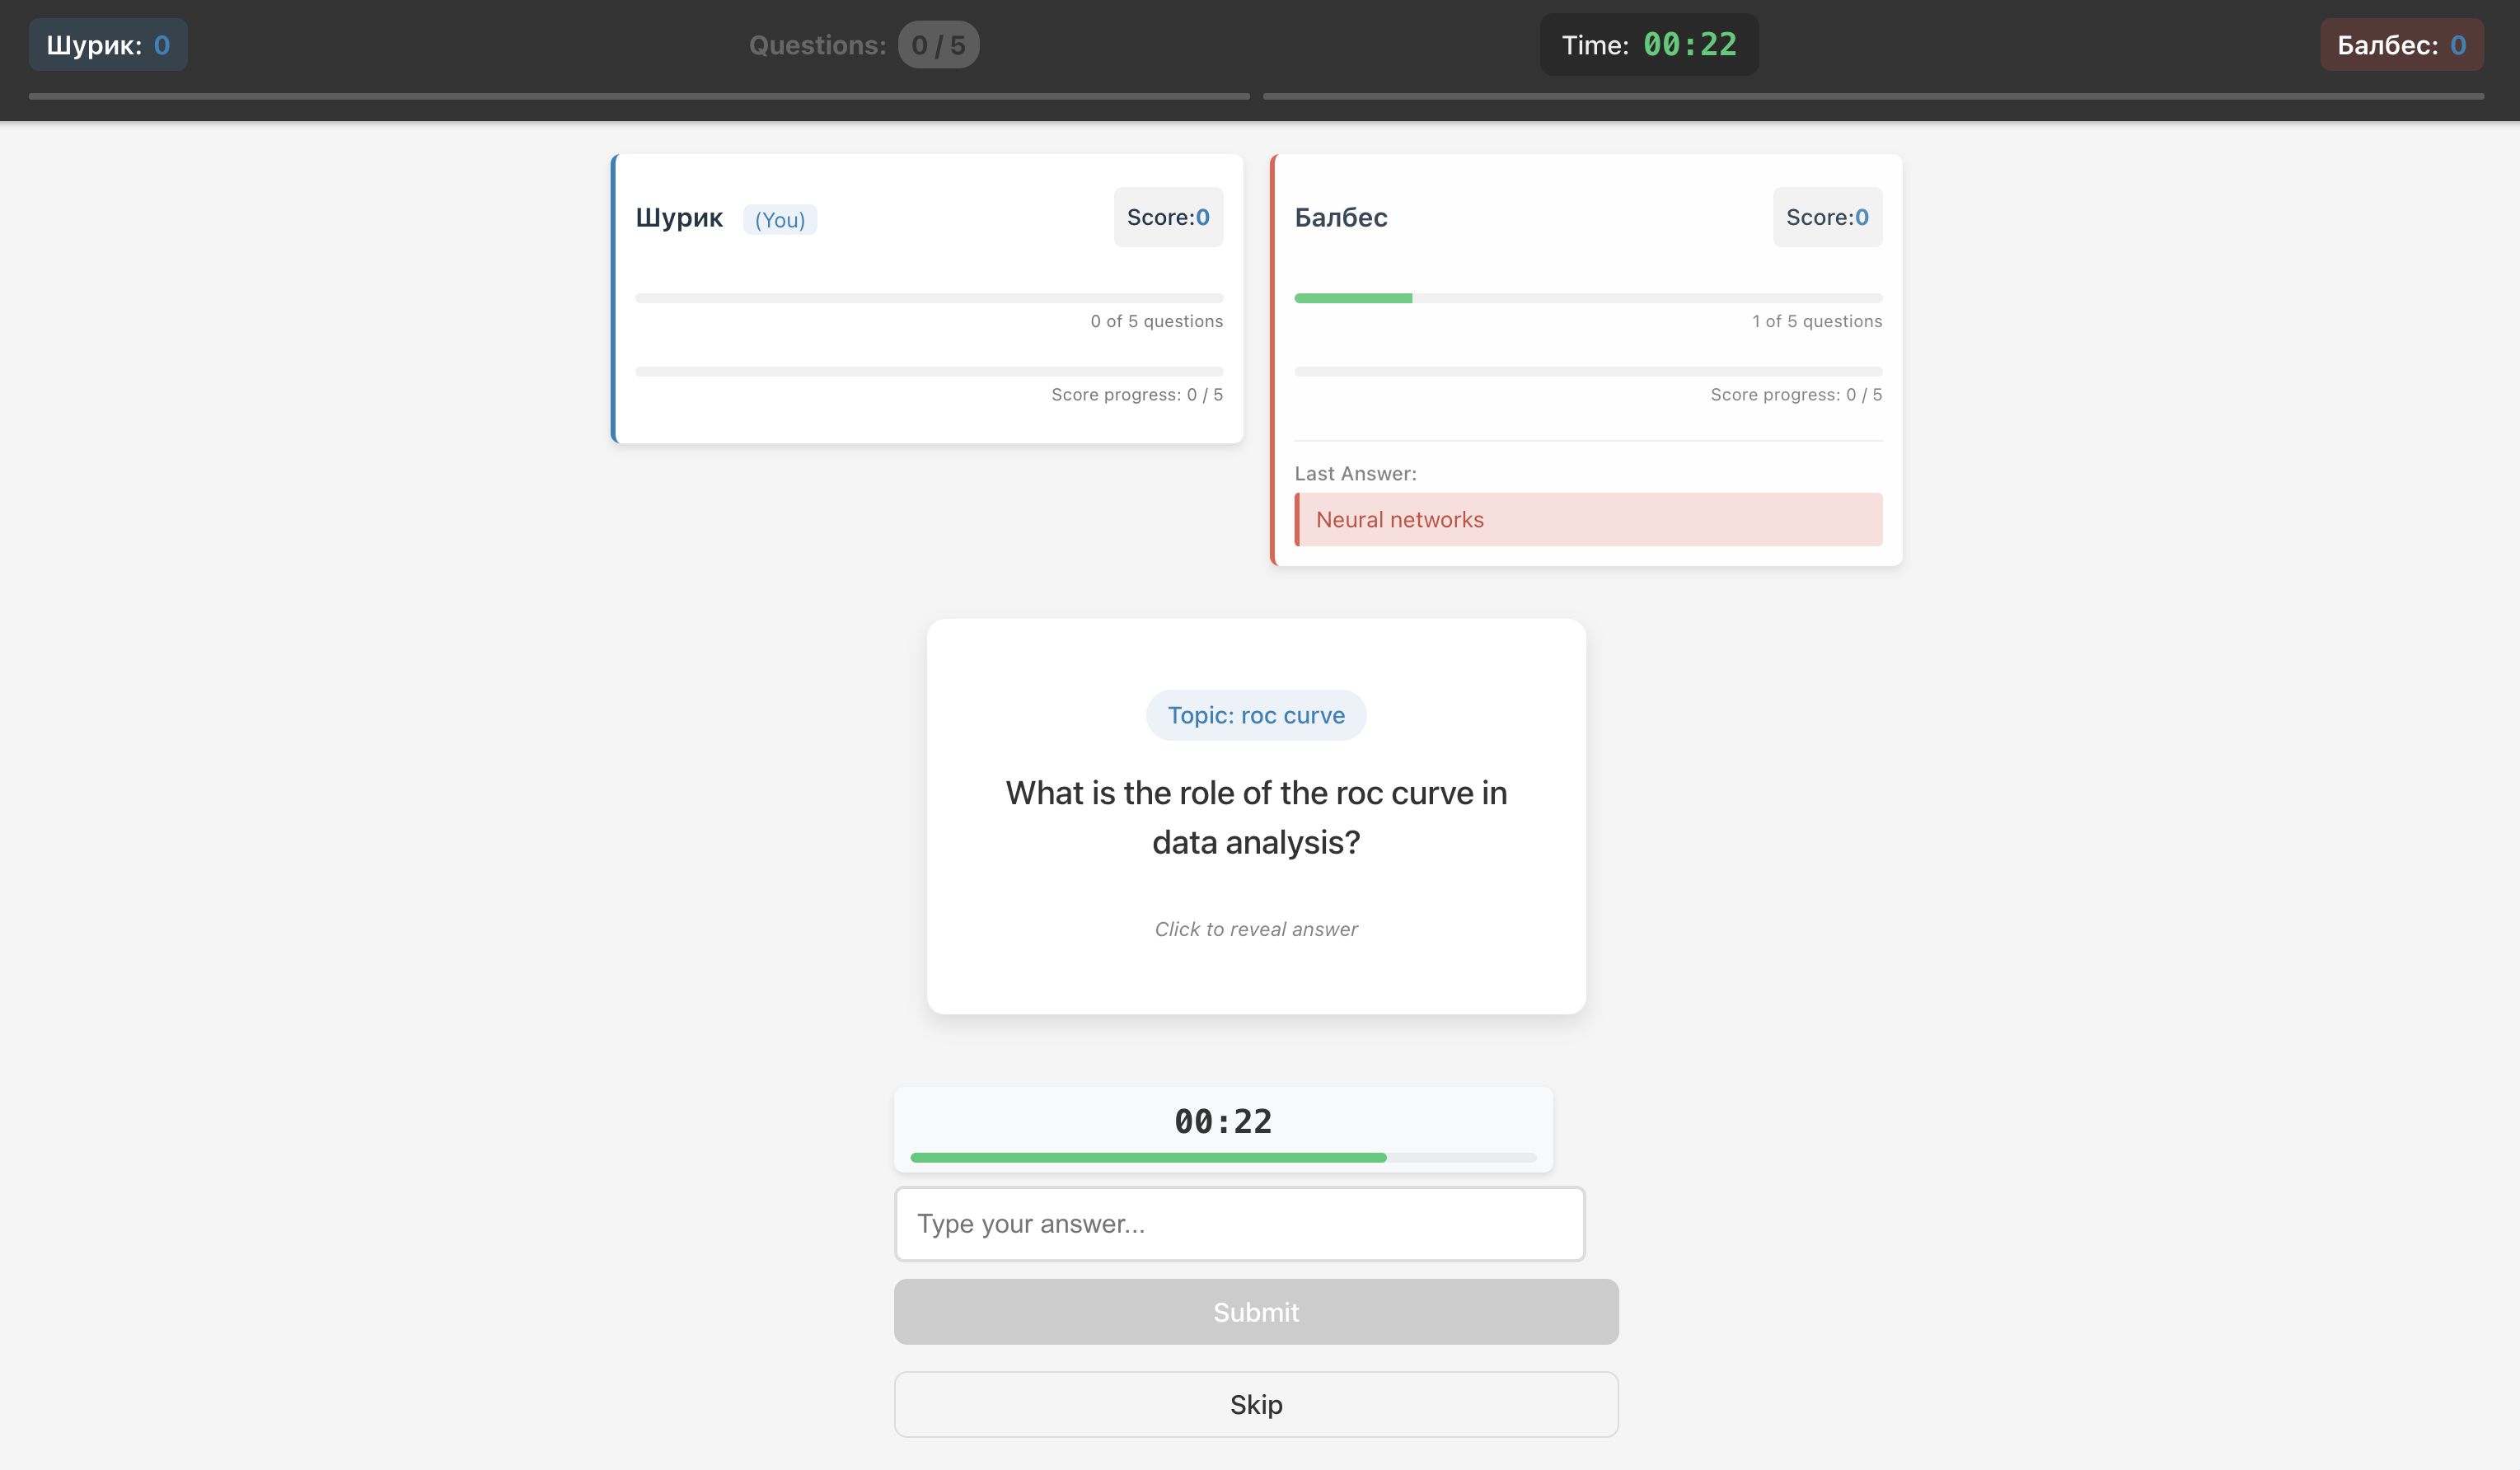 Шурик: 0
Questions: 0 / 5
Time: 00:22
Балбес: 0
Шурик (You)
Score:0
0 of 5 questions
Score progress: 0 / 5
Балбес
Score:0
1 of 5 questions
Score progress: 0 / 5
Last Answer:
Neural networks
Topic: roc curve
What is the role of the roc curve in
data analysis?
Click to reveal answer
00:22
Type your answer...
Submit
Skip